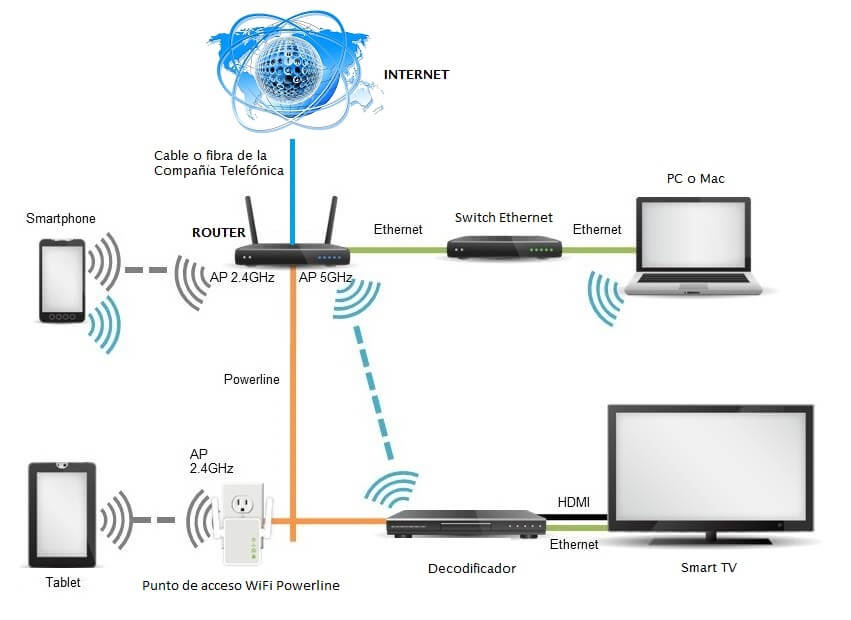 INTERNET
Cable o fibra de la
Compañia Telefónica
PC o Mac
Smartphone
ROUTER
Ethernet
Switch Ethernet
Ethernet
AP 2.4GHz
AP 5GHz
Powerline
AP
2.4GHz
HDMI
Ethernet
Decodificador
Smart TV
Tablet
Punto de acceso WiFi Powerline